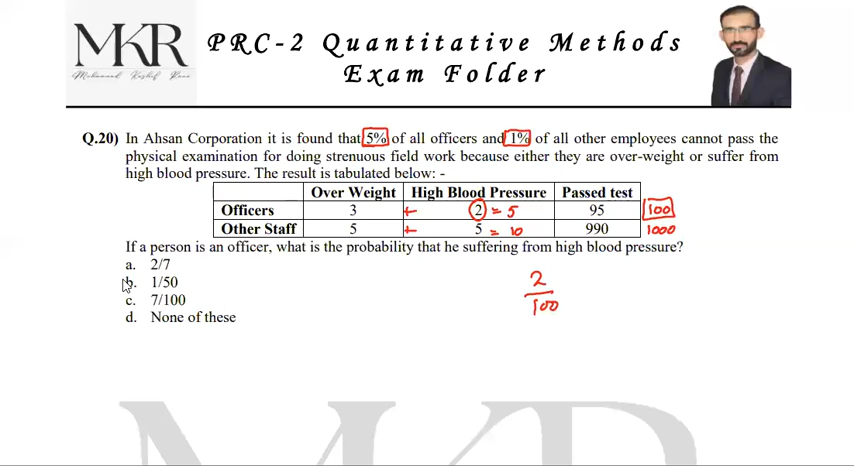 MKR
Muhammad Kashif Rana
PRC-2 Quantitative Methods
Exam Folder
Q.20) In Ahsan Corporation it is found that 5% of all officers and 1% of all other employees cannot pass the
physical examination for doing strenuous field work because either they are over-weight or suffer from
high blood pressure. The result is tabulated below: -
Over Weight High Blood Pressure Passed test
Officers 3 + 2 = 5 95 100
Other Staff 5 + 5 = 10 990 1000
If a person is an officer, what is the probability that he suffering from high blood pressure?
a. 2/7
b. 1/50
c. 7/100
d. None of these
2
100
MKR